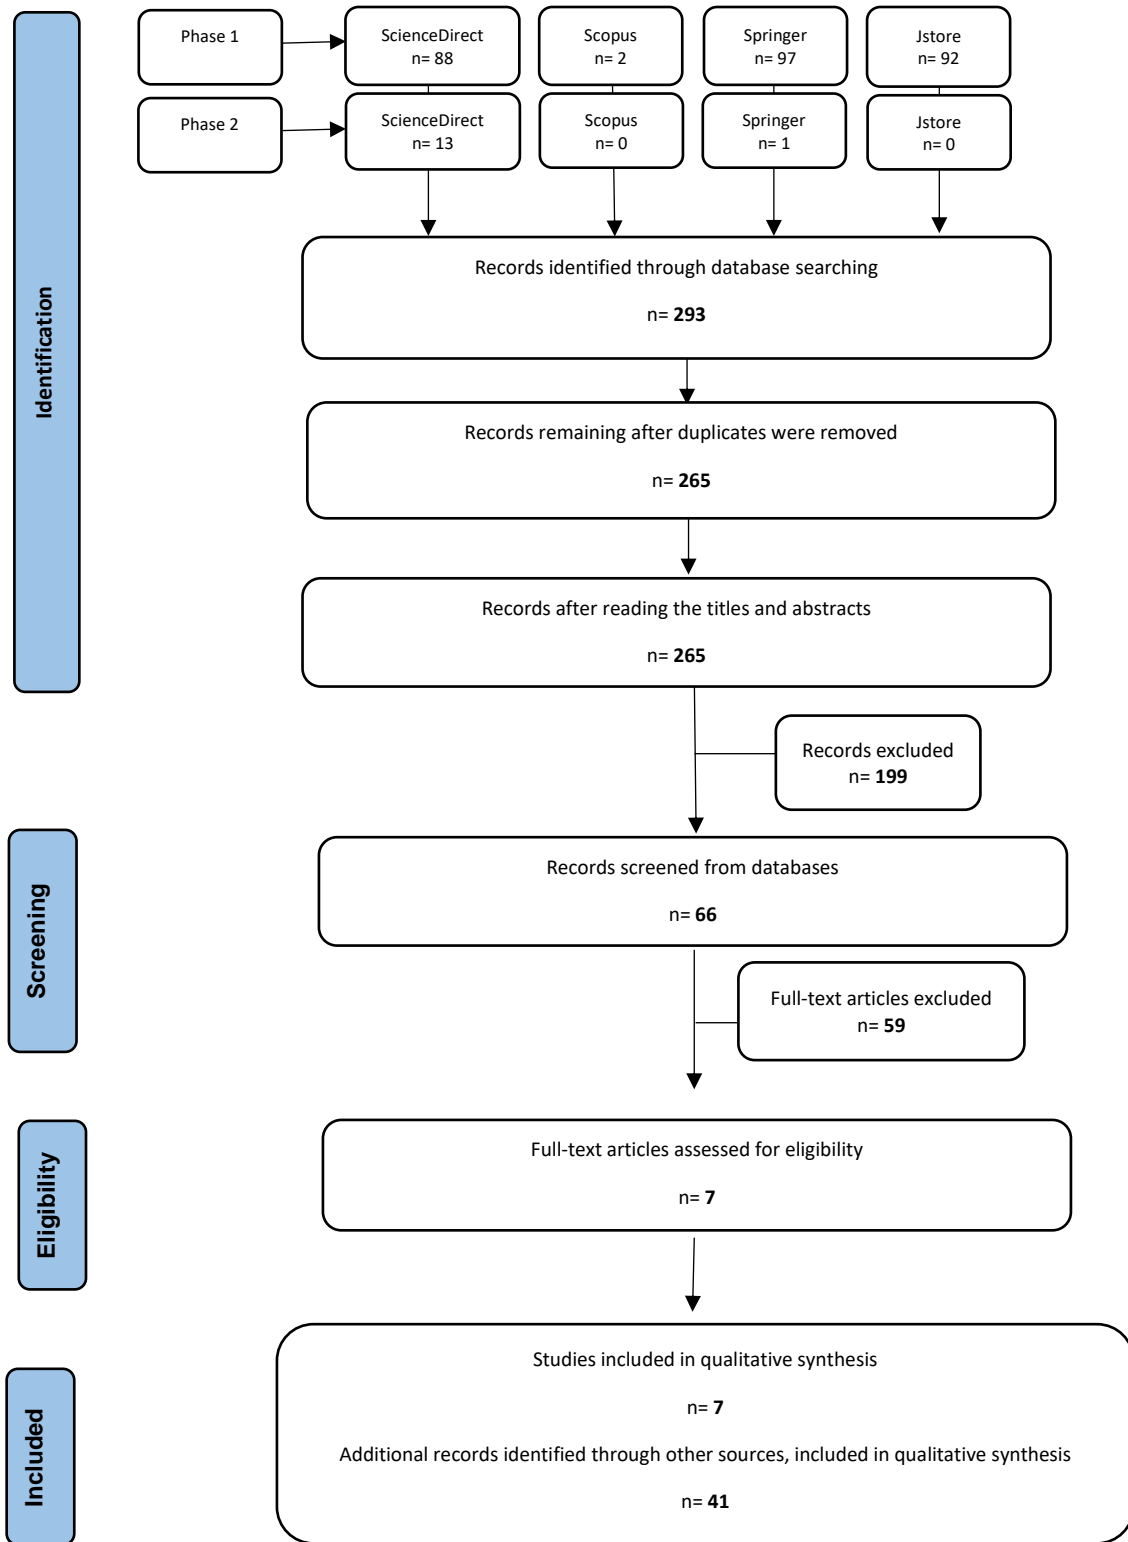 Identification
Phase 1
ScienceDirect
n= 88
Scopus
n= 2
Springer
n= 97
Jstore
n= 92
Phase 2
ScienceDirect
n= 13
Scopus
n= 0
Springer
n= 1
Jstore
n= 0
Records identified through database searching
n= 293
Records remaining after duplicates were removed
n= 265
Records after reading the titles and abstracts
n= 265
Records excluded
n= 199
Screening
Records screened from databases
n= 66
Full-text articles excluded
n= 59
Eligibility
Full-text articles assessed for eligibility
n= 7
Included
Studies included in qualitative synthesis
n= 7
Additional records identified through other sources, included in qualitative synthesis
n= 41